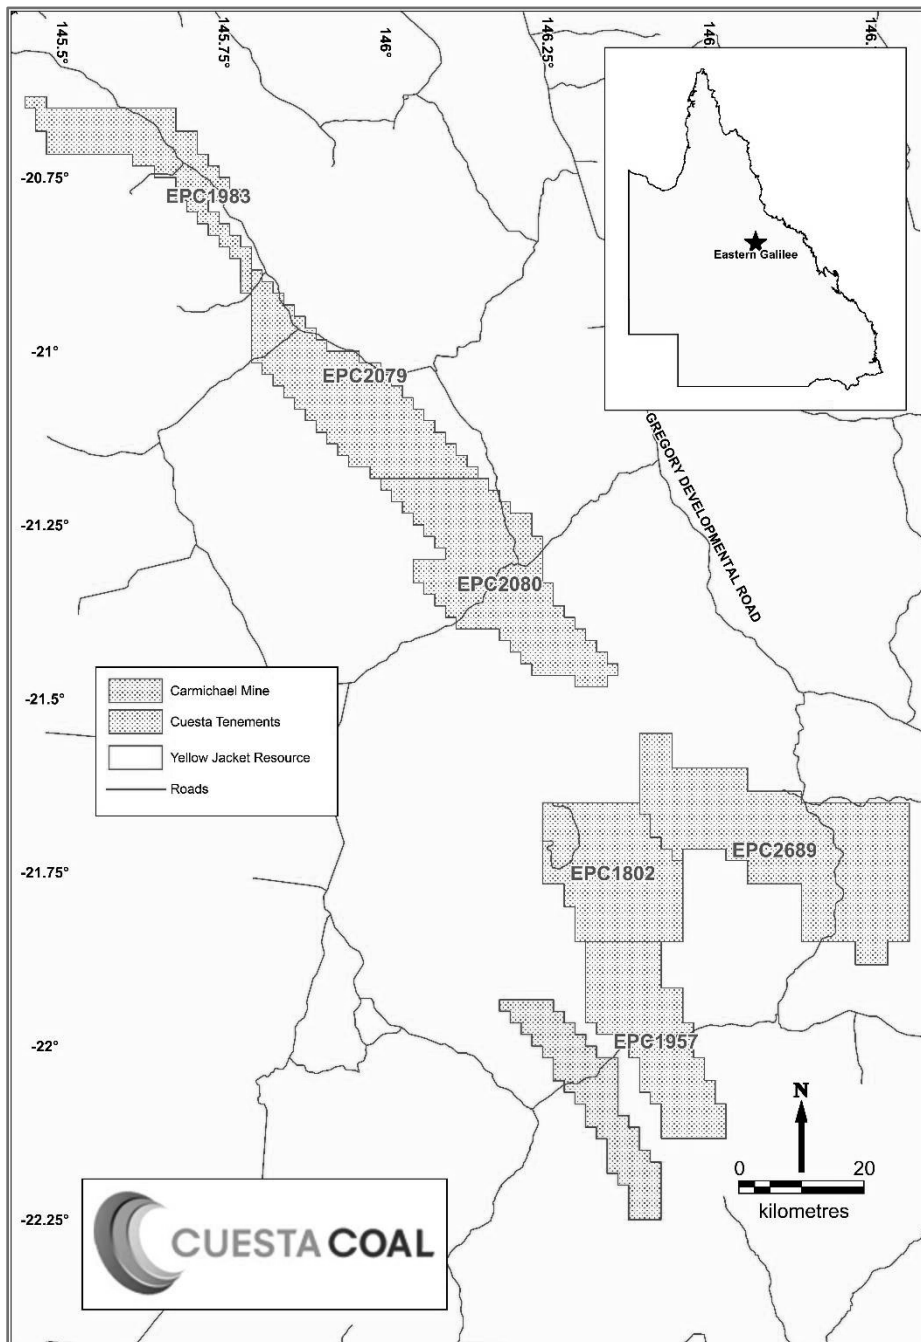 145.5°
145.75°
146°
146.25°
146
146.
-20.75°
-21°
-21.25°
-21.5°
-21.75°
-22°
-22.25°
Eastern Galilee
EPC1983
EPC2079
EPC2080
GREGORY DEVELOPMENTAL ROAD
Carmichael Mine
Cuesta Tenements
Yellow Jacket Resource
Roads
EPC2689
EPC1802
EPC1957
N
0 20
kilometres
CUESTA COAL